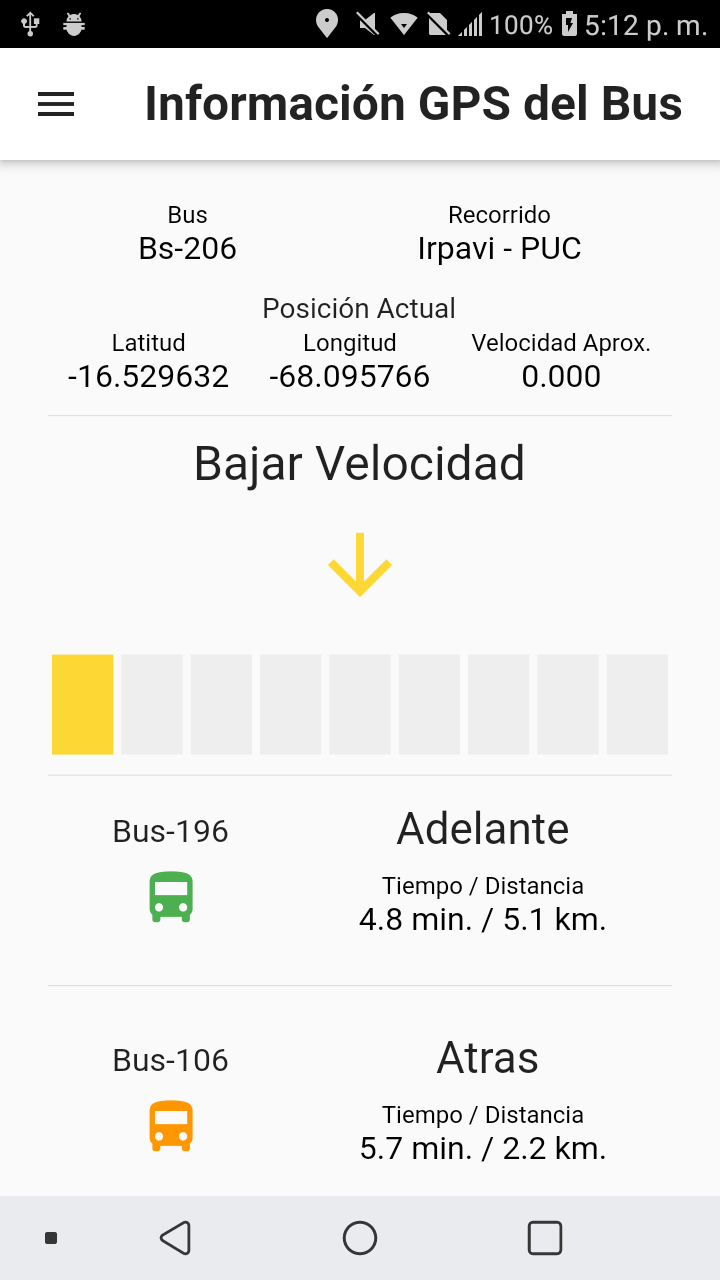 100% 5:12 p. m.
Información GPS del Bus
Bus Recorrido
Bs-206 Irpavi - PUC
Posición Actual
Latitud Longitud Velocidad Aprox.
-16.529632 -68.095766 0.000
Bajar Velocidad
Bus-196 Adelante
Tiempo / Distancia
4.8 min. / 5.1 km.
Bus-106 Atras
Tiempo / Distancia
5.7 min. / 2.2 km.